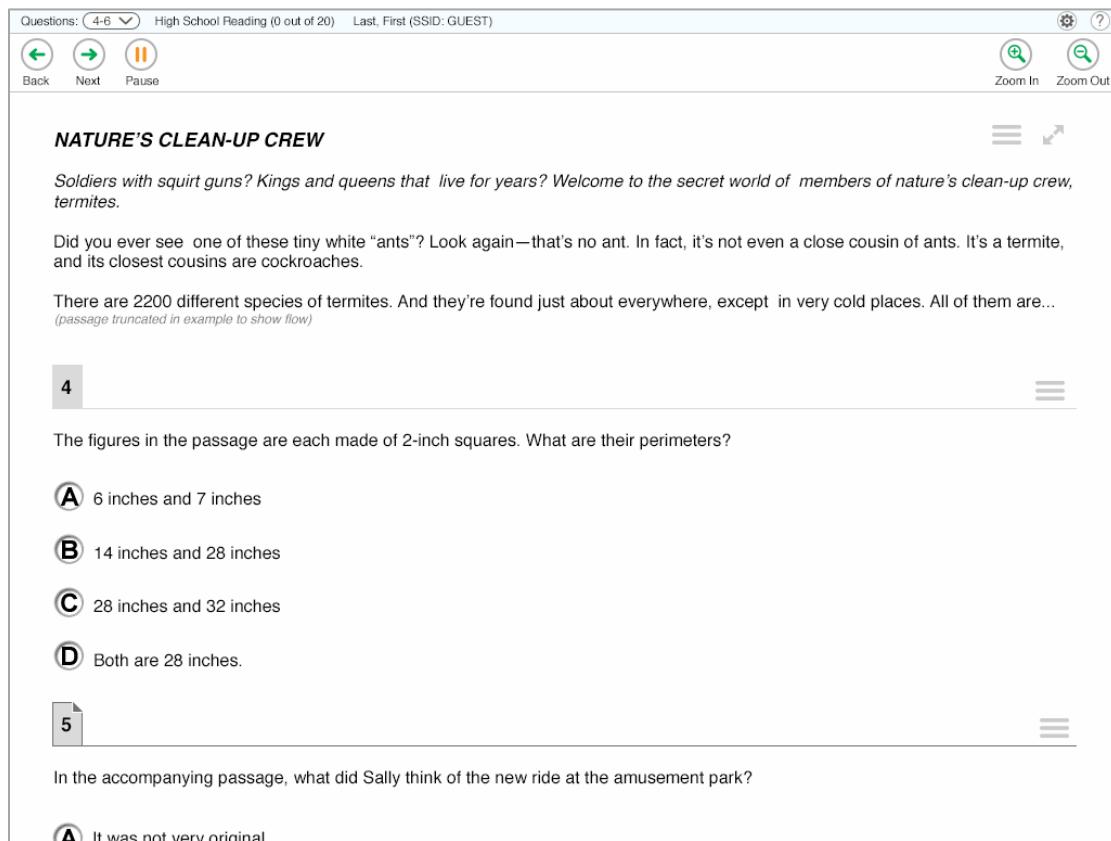 Questions: 4-6 High School Reading (0 out of 20) Last, First (SSID: GUEST) ?
Back Next Pause Zoom In Zoom Out
NATURE’S CLEAN-UP CREW
Soldiers with squirt guns? Kings and queens that live for years? Welcome to the secret world of members of nature’s clean-up crew,
termites.
Did you ever see one of these tiny white “ants”? Look again—that’s no ant. In fact, it’s not even a close cousin of ants. It’s a termite,
and its closest cousins are cockroaches.
There are 2200 different species of termites. And they’re found just about everywhere, except in very cold places. All of them are...
(passage truncated in example to show flow)
4
The figures in the passage are each made of 2-inch squares. What are their perimeters?
A 6 inches and 7 inches
B 14 inches and 28 inches
C 28 inches and 32 inches
D Both are 28 inches.
5
In the accompanying passage, what did Sally think of the new ride at the amusement park?
A It was not very original